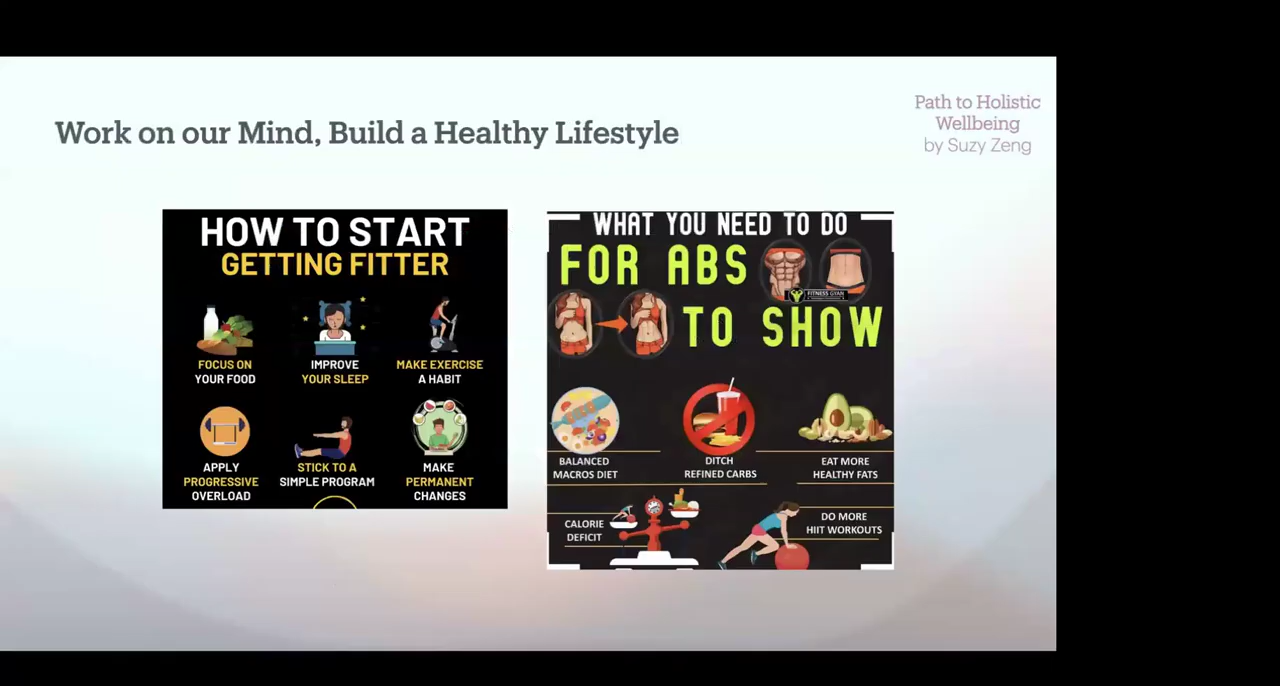 Work on our Mind, Build a Healthy Lifestyle
Path to Holistic
Wellbeing
by Suzy Zeng
HOW TO START
GETTING FITTER
FOCUS ON
YOUR FOOD
IMPROVE
YOUR SLEEP
MAKE EXERCISE
A HABIT
APPLY
PROGRESSIVE
OVERLOAD
STICK TO A
SIMPLE PROGRAM
MAKE
PERMANENT
CHANGES
WHAT YOU NEED TO DO
FOR ABS
FITNESS GYAN
TO SHOW
BALANCED
MACROS DIET
DITCH
REFINED CARBS
EAT MORE
HEALTHY FATS
CALORIE
DEFICIT
DO MORE
HIIT WORKOUTS